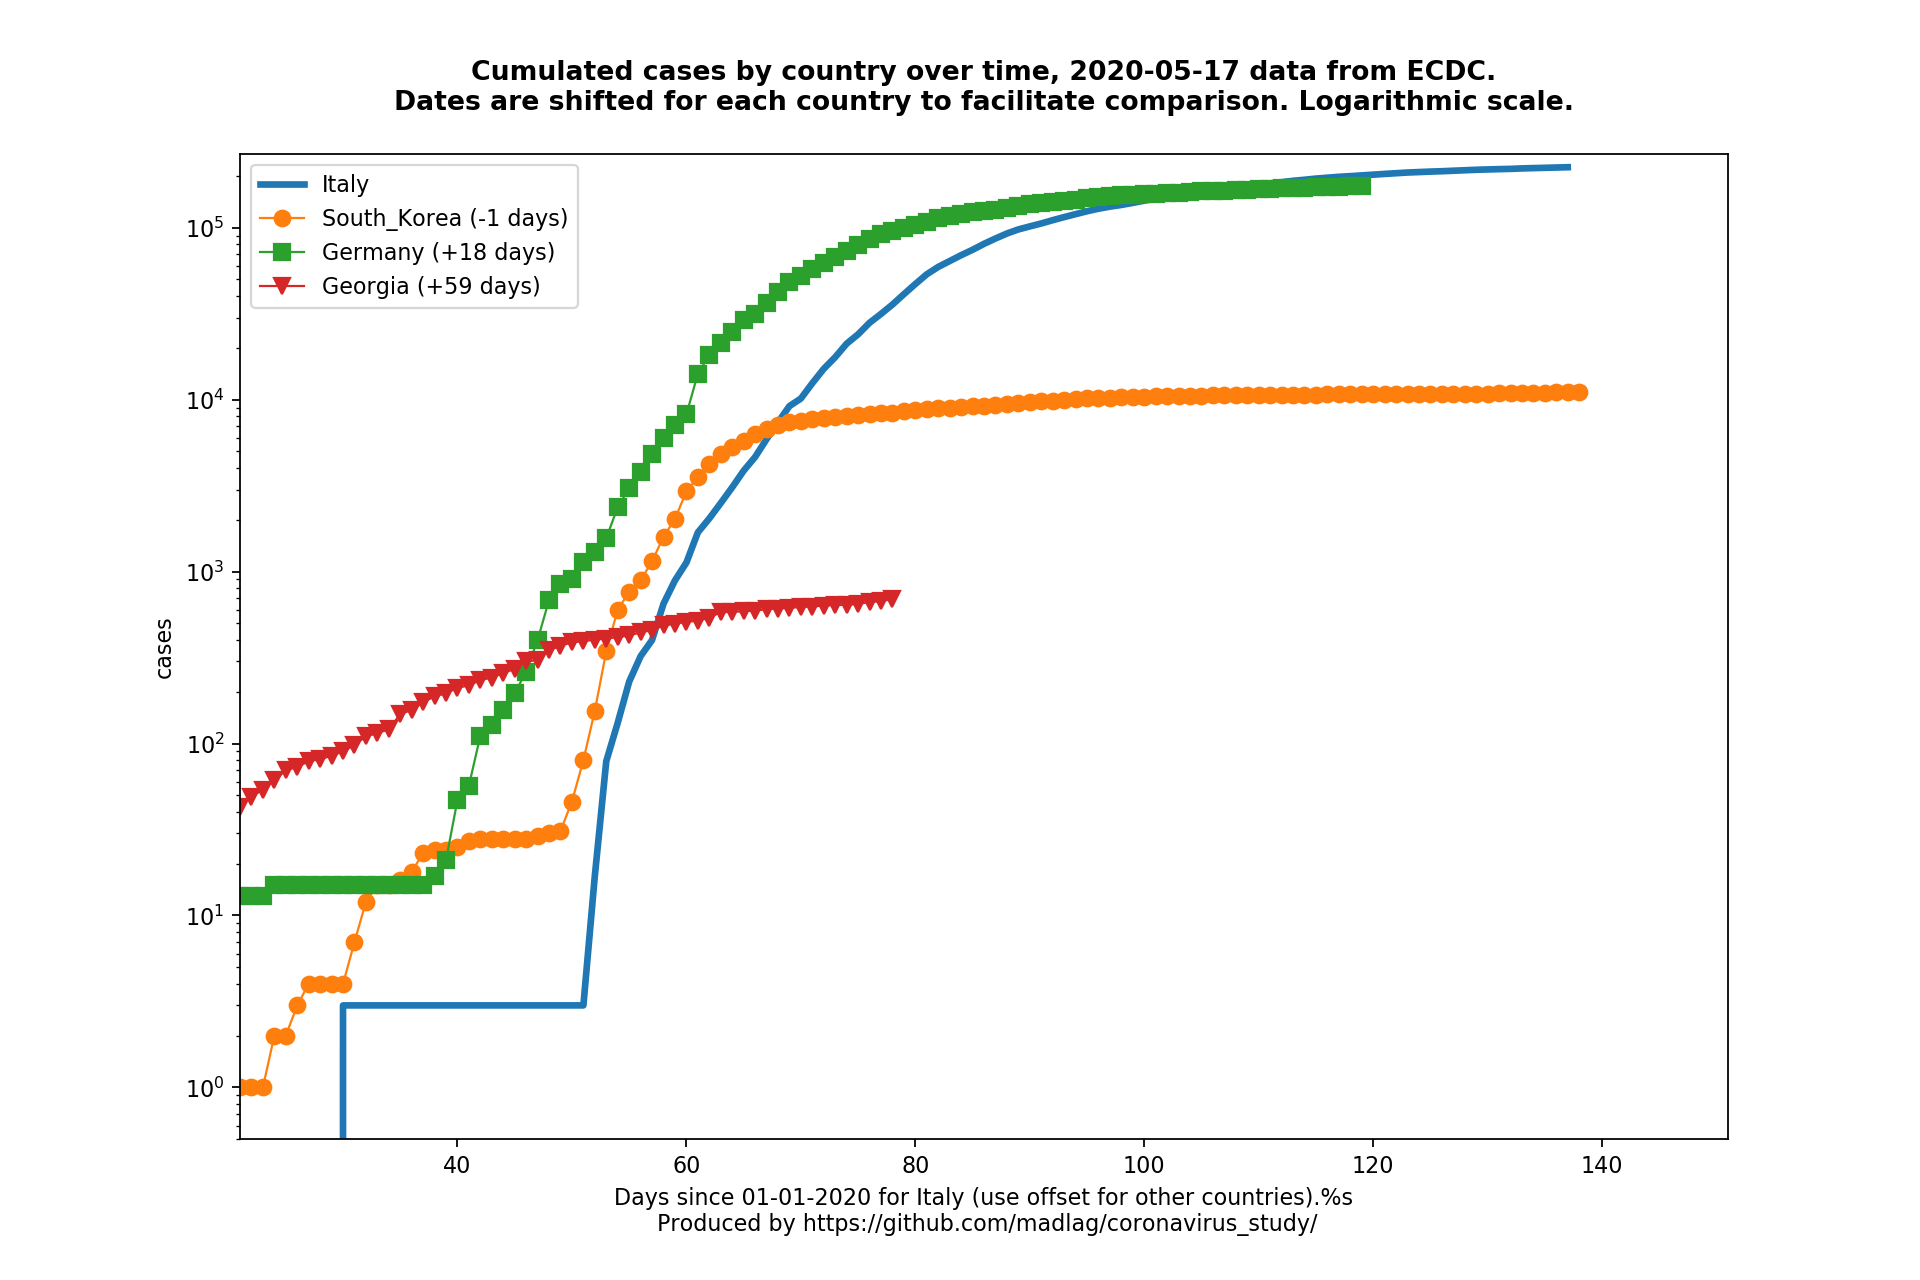 Cumulated cases by country over time, 2020-05-17 data from ECDC.
Dates are shifted for each country to facilitate comparison. Logarithmic scale.
Italy
South_Korea (-1 days)
Germany (+18 days)
Georgia (+59 days)
10^5
10^4
10^3
10^2
10^1
10^0
cases
40 60 80 100 120 140
Days since 01-01-2020 for Italy (use offset for other countries).%s
Produced by https://github.com/madlag/coronavirus_study/